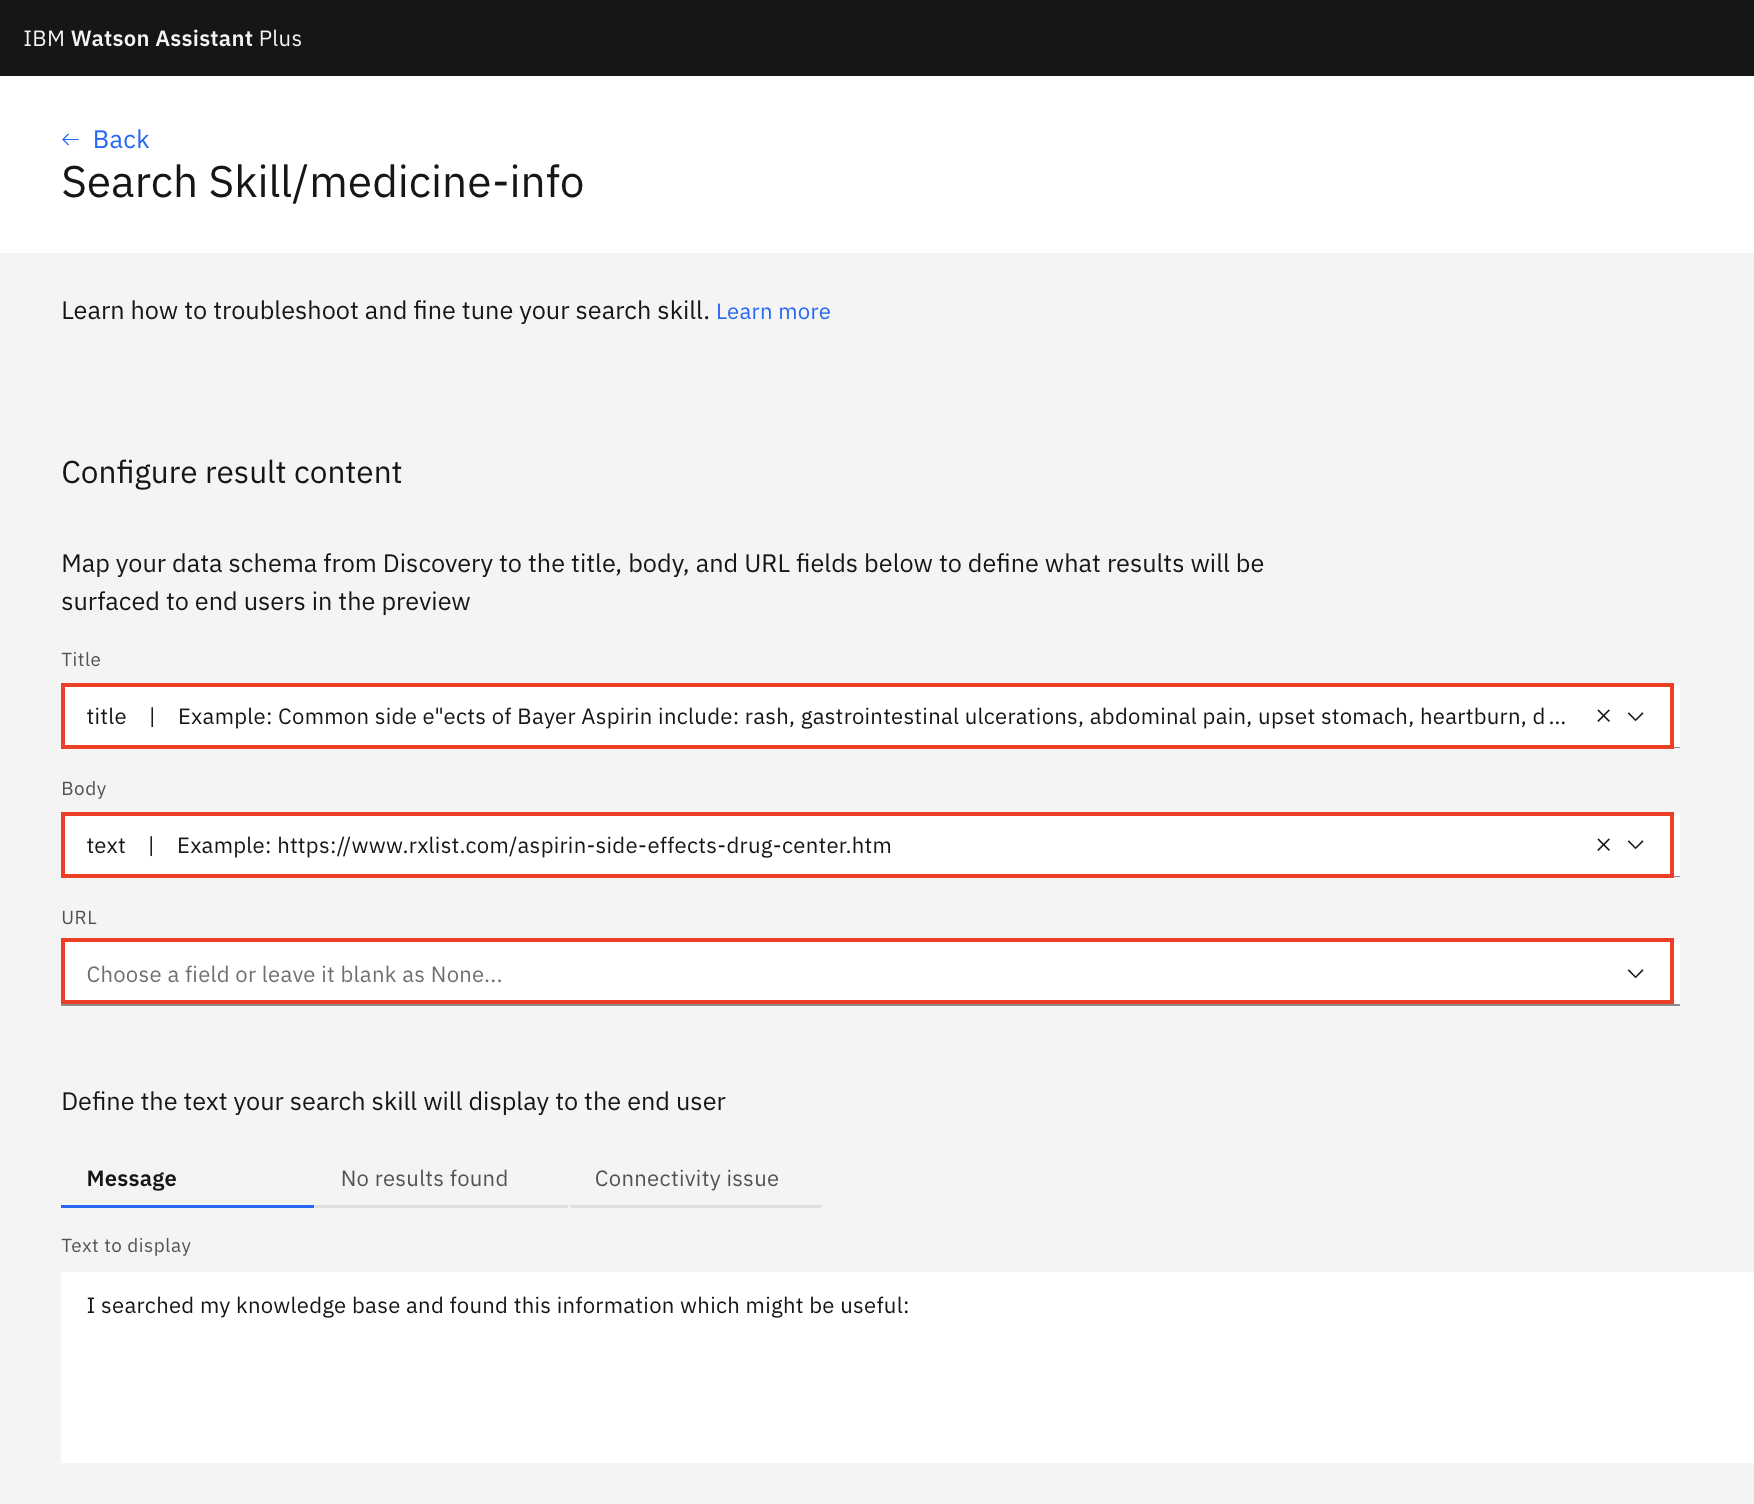 IBM Watson Assistant Plus
← Back
Search Skill/medicine-info
Learn how to troubleshoot and fine tune your search skill. Learn more
Configure result content
Map your data schema from Discovery to the title, body, and URL fields below to define what results will be
surfaced to end users in the preview
Title
title | Example: Common side e"ects of Bayer Aspirin include: rash, gastrointestinal ulcerations, abdominal pain, upset stomach, heartburn, d...
Body
text | Example: https://www.rxlist.com/aspirin-side-effects-drug-center.htm
URL
Choose a field or leave it blank as None...
Define the text your search skill will display to the end user
Message No results found Connectivity issue
Text to display
I searched my knowledge base and found this information which might be useful: